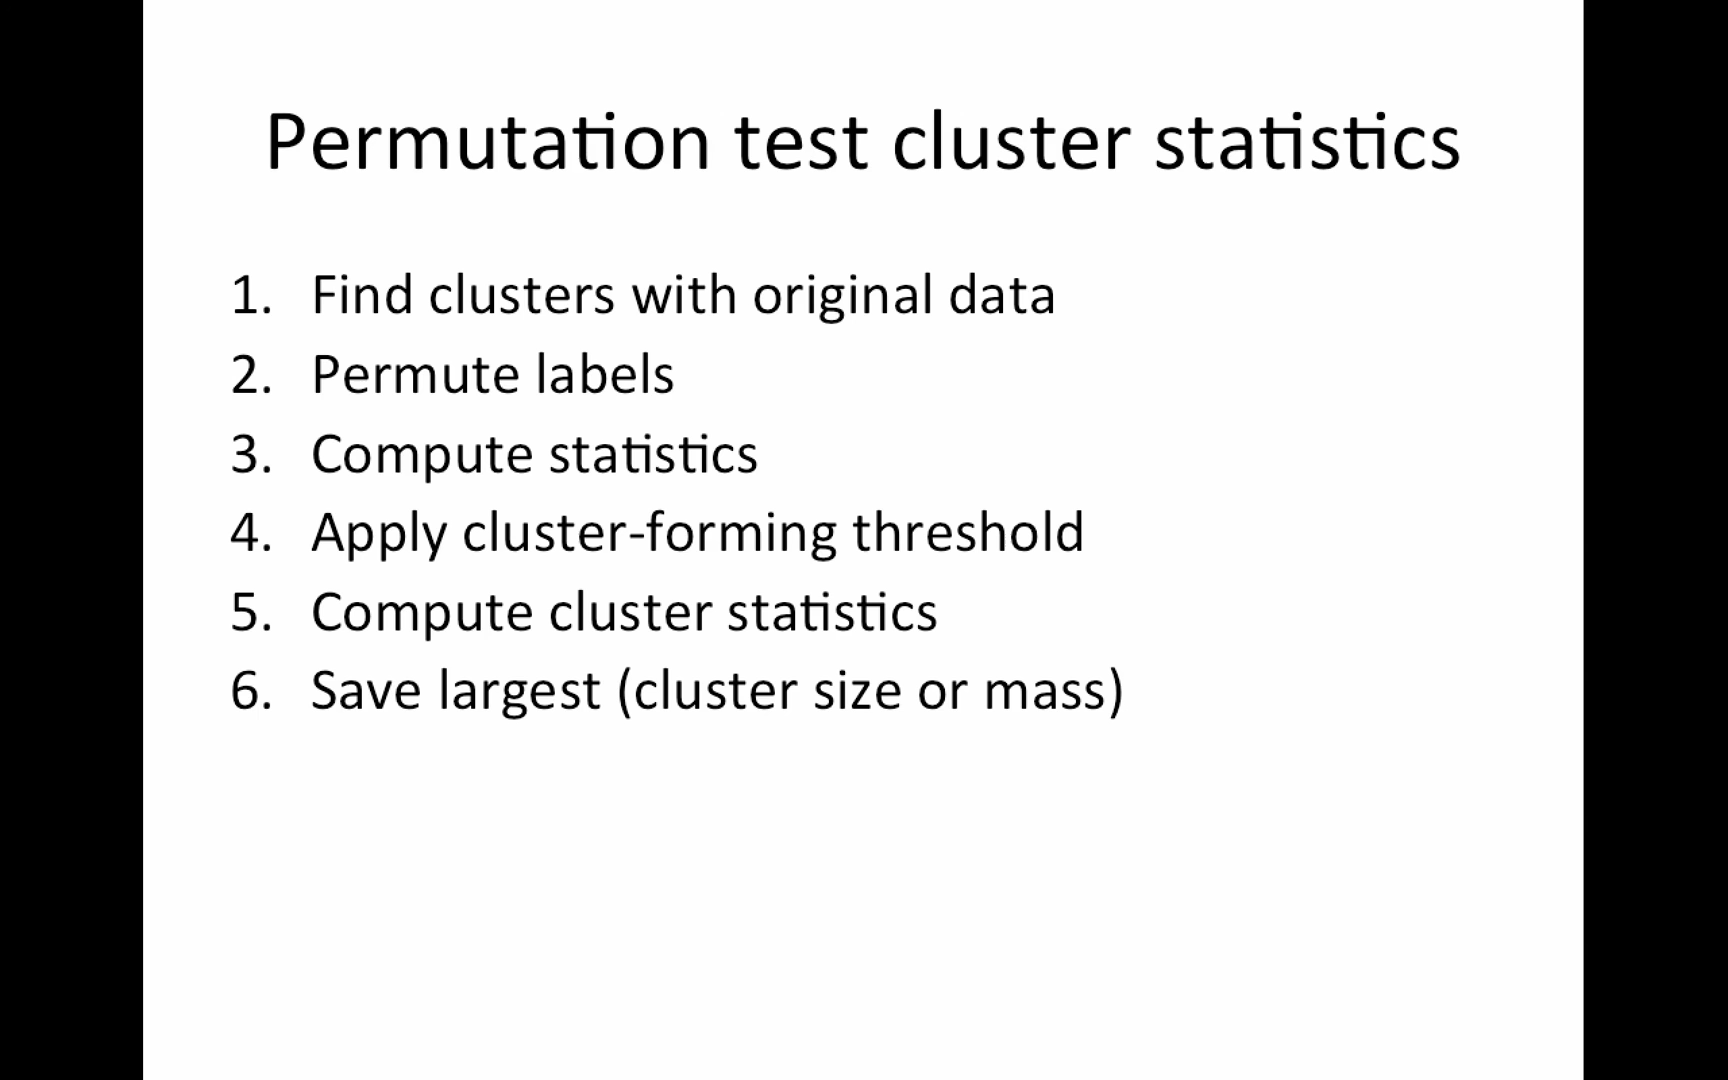 Permutation test cluster statistics
1. Find clusters with original data
2. Permute labels
3. Compute statistics
4. Apply cluster-forming threshold
5. Compute cluster statistics
6. Save largest (cluster size or mass)